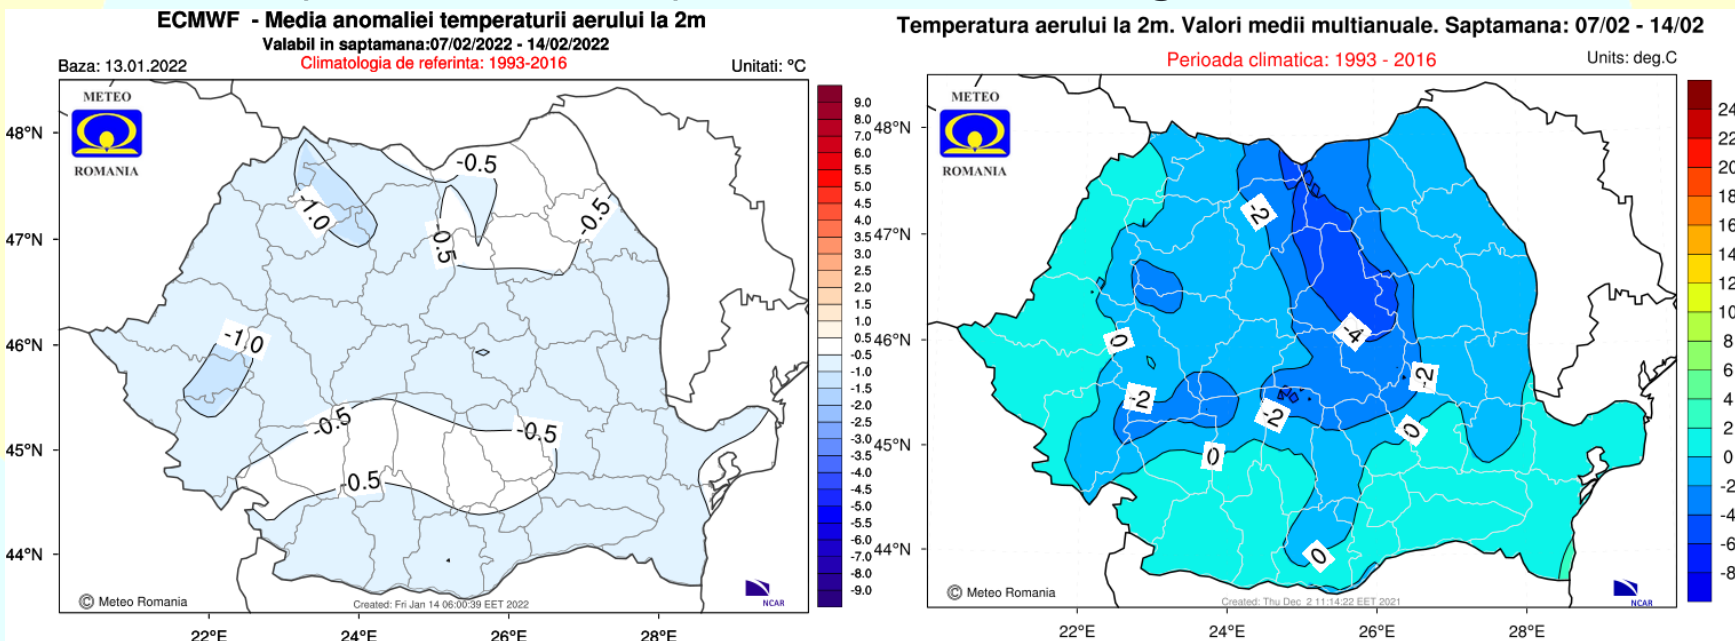 ECMWF - Media anomaliei temperaturii aerului la 2m
Valabil in saptamana:07/02/2022 - 14/02/2022
Baza: 13.01.2022
Climatologia de referinta: 1993-2016
Unitati: °C
METEO
ROMANIA
48°N
47°N
46°N
45°N
44°N
22°E
24°E
26°E
28°E
-0.5
-1.0
-0.5
-0.5
-1.0
-0.5
-0.5
-0.5
9.0
8.0
7.0
6.0
5.5
5.0
4.5
4.0
3.5
3.0
2.5
2.0
1.5
1.0
0.5
-0.5
-1.0
-1.5
-2.0
-2.5
-3.0
-3.5
-4.0
-4.5
-5.0
-5.5
-6.0
-7.0
-8.0
-9.0
© Meteo Romania
Created: Fri Jan 14 06:00:39 EET 2022
NCAR
Temperatura aerului la 2m. Valori medii multianuale. Saptamana: 07/02 - 14/02
Perioada climatica: 1993 - 2016
Units: deg.C
METEO
ROMANIA
48°N
47°N
46°N
45°N
44°N
22°E
24°E
26°E
28°E
-2
-4
0
-2
-2
-2
0
0
0
24
22
20
18
16
14
12
10
8
6
4
2
0
-2
-4
-6
-8
© Meteo Romania
Created: Thu Dec 2 11:14:22 EET 2021
NCAR